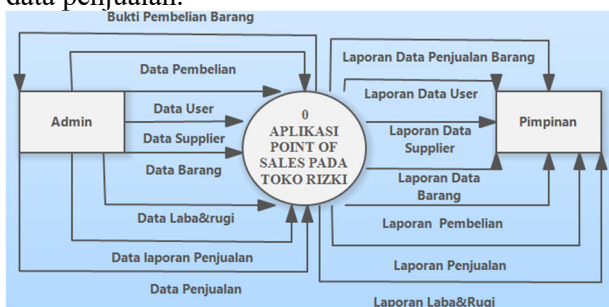 data penjualan.
Bukti Pembelian Barang
Data Pembelian
Data User
Data Supplier
Data Barang
Data Laba&rugi
Data laporan Penjualan
Data Penjualan
Admin
0
APLIKASI
POINT OF
SALES PADA
TOKO RIZKI
Laporan Data Penjualan Barang
Laporan Data User
Laporan Data
Supplier
Laporan Data
Barang
Laporan Pembelian
Laporan Penjualan
Laporan Laba&Rugi
Pimpinan